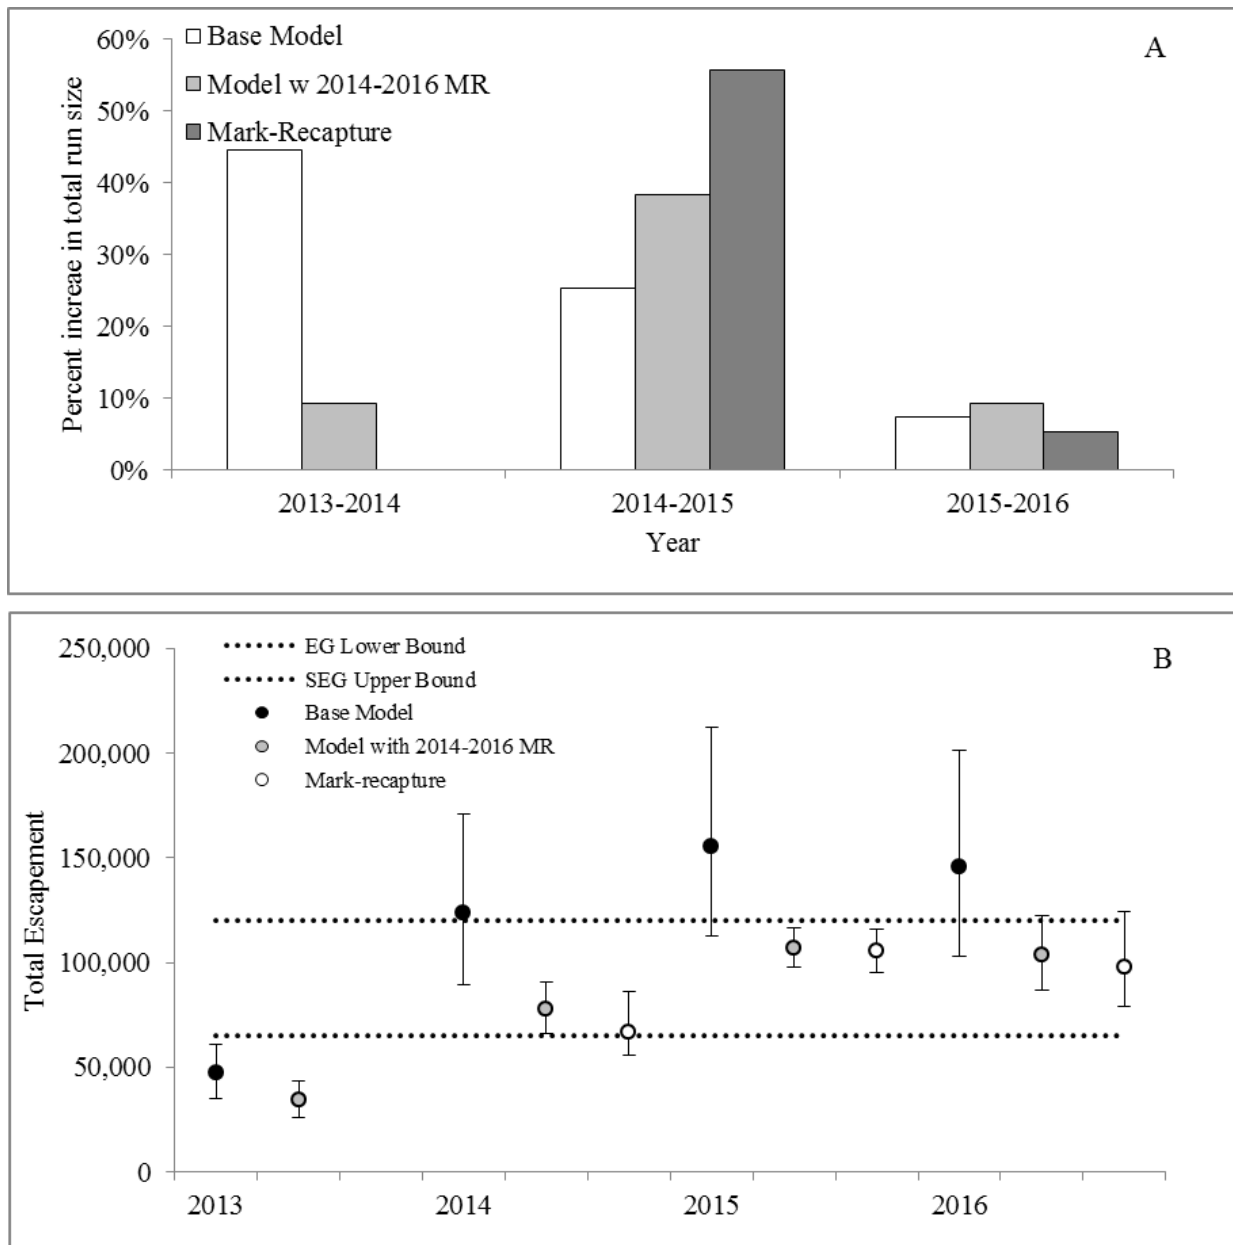 A
Base Model
Model w 2014-2016 MR
Mark-Recapture
Percent increae in total run size
60%
50%
40%
30%
20%
10%
0%
2013-2014 2014-2015 2015-2016
Year
B
EG Lower Bound
SEG Upper Bound
Base Model
Model with 2014-2016 MR
Mark-recapture
Total Escapement
250,000
200,000
150,000
100,000
50,000
0
2013 2014 2015 2016